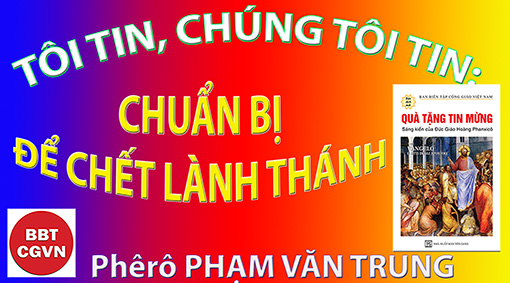 TÔI TIN, CHÚNG TÔI TIN:
CHUẨN BỊ
ĐỂ CHẾT LÀNH THÁNH
BAN BIÊN TẬP CÔNG GIÁO VIỆT NAM
QUÀ TẶNG TIN MỪNG
Sáng kiến của Đức Giáo Hoàng Phanxicô
BBT
CGVN
Phêrô PHẠM VĂN TRUNG